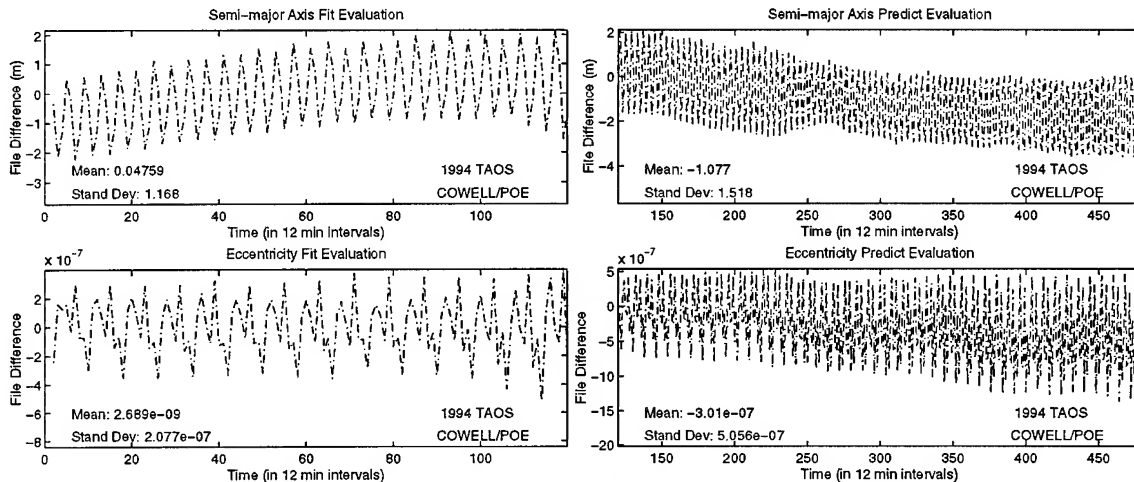 Semi-major Axis Fit Evaluation
2
1
0
-1
-2
-3
File Difference (m)
Mean: 0.04759
Stand Dev: 1.168
1994 TAOS
COWELL/POE
0 20 40 60 80 100
Time (in 12 min intervals)
Semi-major Axis Predict Evaluation
2
0
-2
-4
File Difference (m)
Mean: -1.077
Stand Dev: 1.518
1994 TAOS
COWELL/POE
150 200 250 300 350 400 450
Time (in 12 min intervals)
x 10^-7
Eccentricity Fit Evaluation
2
0
-2
-4
-6
-8
File Difference
Mean: 2.689e-09
Stand Dev: 2.077e-07
1994 TAOS
COWELL/POE
0 20 40 60 80 100
Time (in 12 min intervals)
x 10^-7
Eccentricity Predict Evaluation
5
0
-5
-10
-15
-20
File Difference
Mean: -3.01e-07
Stand Dev: 5.056e-07
1994 TAOS
COWELL/POE
150 200 250 300 350 400 450
Time (in 12 min intervals)